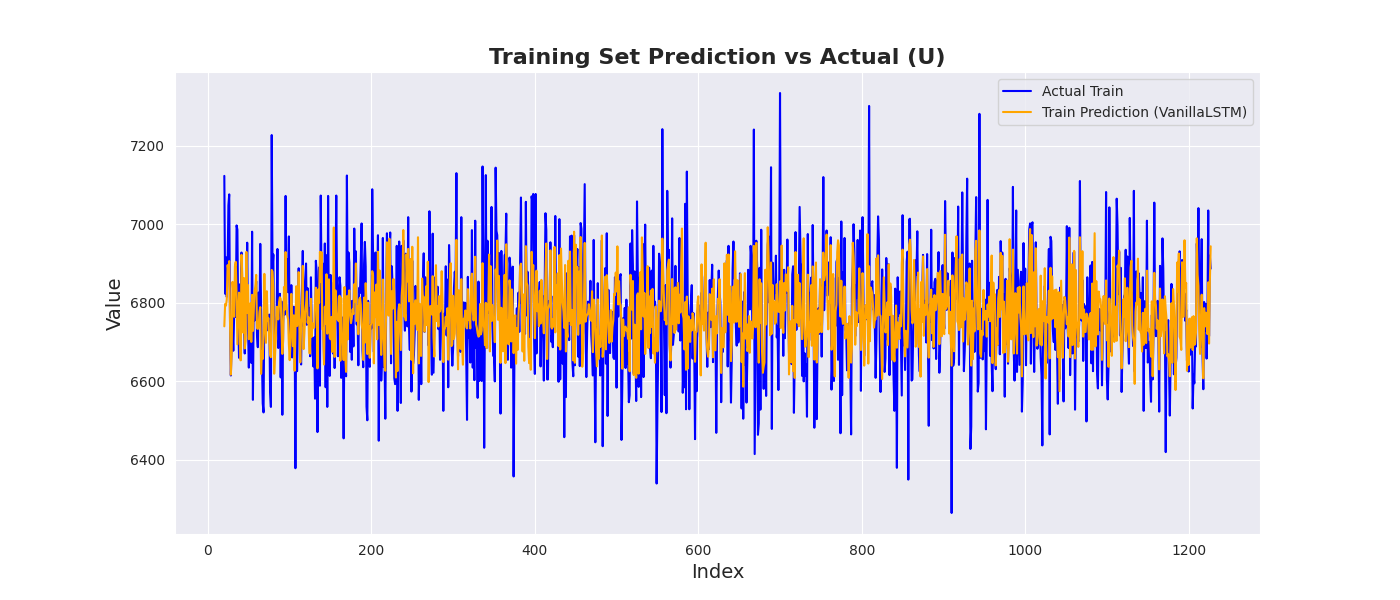 Training Set Prediction vs Actual (U)
Actual Train
Train Prediction (VanillaLSTM)
Value
7200
7000
6800
6600
6400
0 200 400 600 800 1000 1200
Index